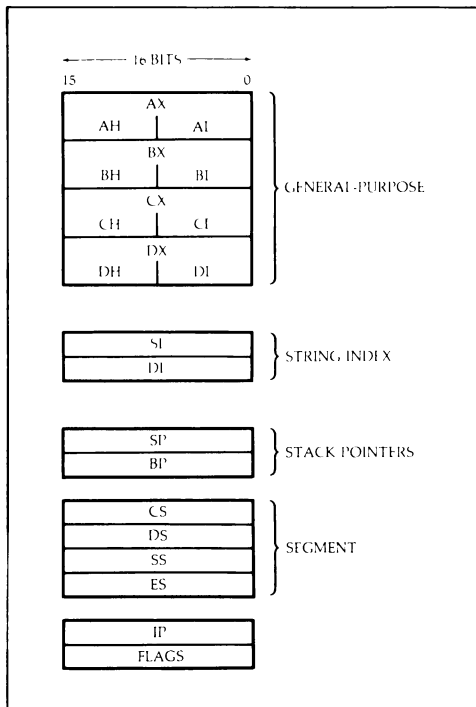 16 BITS
15 0
AX
AH AL
BX
BH BL
CX
CH CL
DX
DH DL
GENERAL-PURPOSE
SI
DI
STRING INDEX
SP
BP
STACK POINTERS
CS
DS
SS
ES
SEGMENT
IP
FLAGS